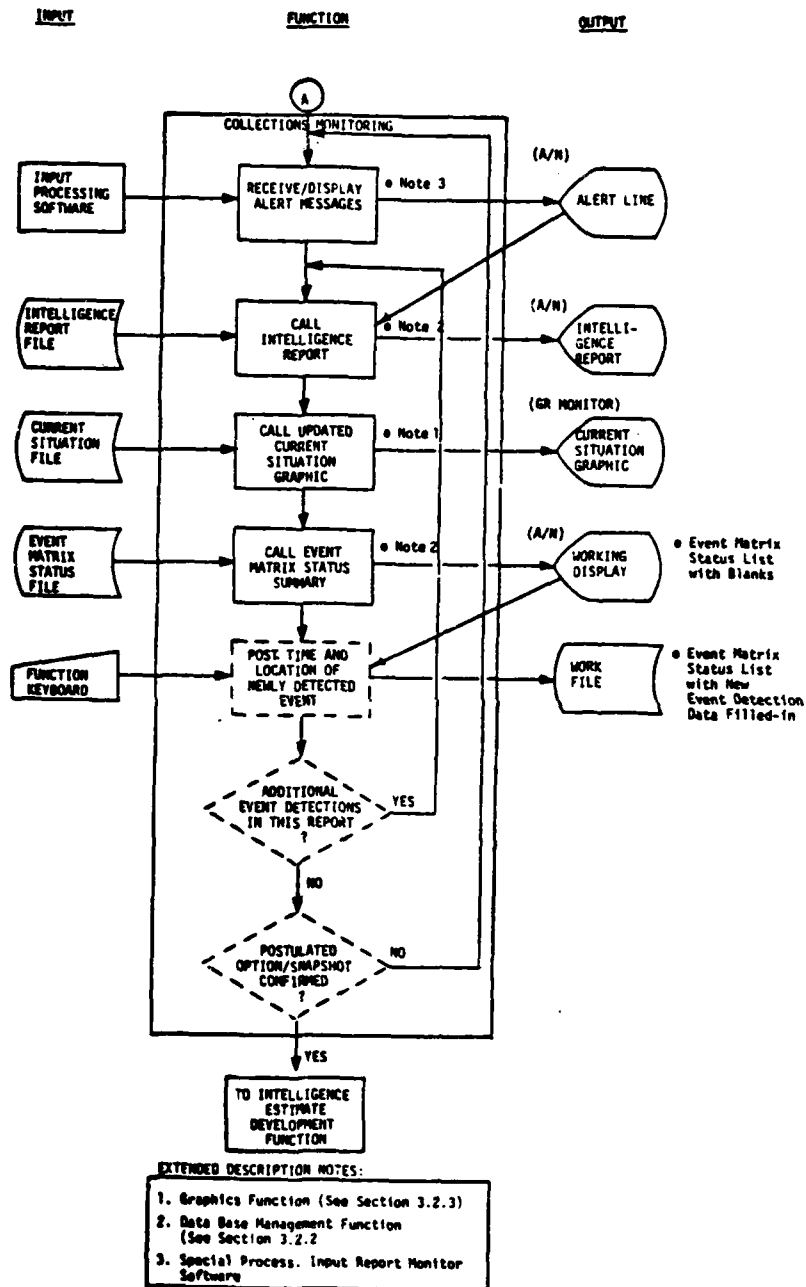 INPUT
FUNCTION
OUTPUT
A
COLLECTIONS MONITORING
INPUT
PROCESSING
SOFTWARE
RECEIVE/DISPLAY
ALERT MESSAGES
● Note 3
(A/N)
ALERT LINE
INTELLIGENCE
REPORT
FILE
CALL
INTELLIGENCE
REPORT
● Note 2
(A/N)
INTELLI-
GENCE
REPORT
CURRENT
SITUATION
FILE
CALL UPDATED
CURRENT
SITUATION
GRAPHIC
● Note 1
(GR MONITOR)
CURRENT
SITUATION
GRAPHIC
EVENT
MATRIX
STATUS
FILE
CALL EVENT
MATRIX STATUS
SUMMARY
● Note 2
(A/N)
WORKING
DISPLAY
● Event Matrix
Status List
with Blanks
FUNCTION
KEYBOARD
POST TIME AND
LOCATION OF
NEWLY DETECTED
EVENT
WORK
FILE
● Event Matrix
Status List
with New
Event Detection
Data Filled-in
ADDITIONAL
EVENT DETECTIONS
IN THIS REPORT
?
YES
NO
POSTULATED
OPTION/SNAPSHOT
CONFIRMED
?
NO
YES
TO INTELLIGENCE
ESTIMATE
DEVELOPMENT
FUNCTION
EXTENDED DESCRIPTION NOTES:
1. Graphics Function (See Section 3.2.3)
2. Data Base Management Function
(See Section 3.2.2
3. Special Process. Input Report Monitor
Software